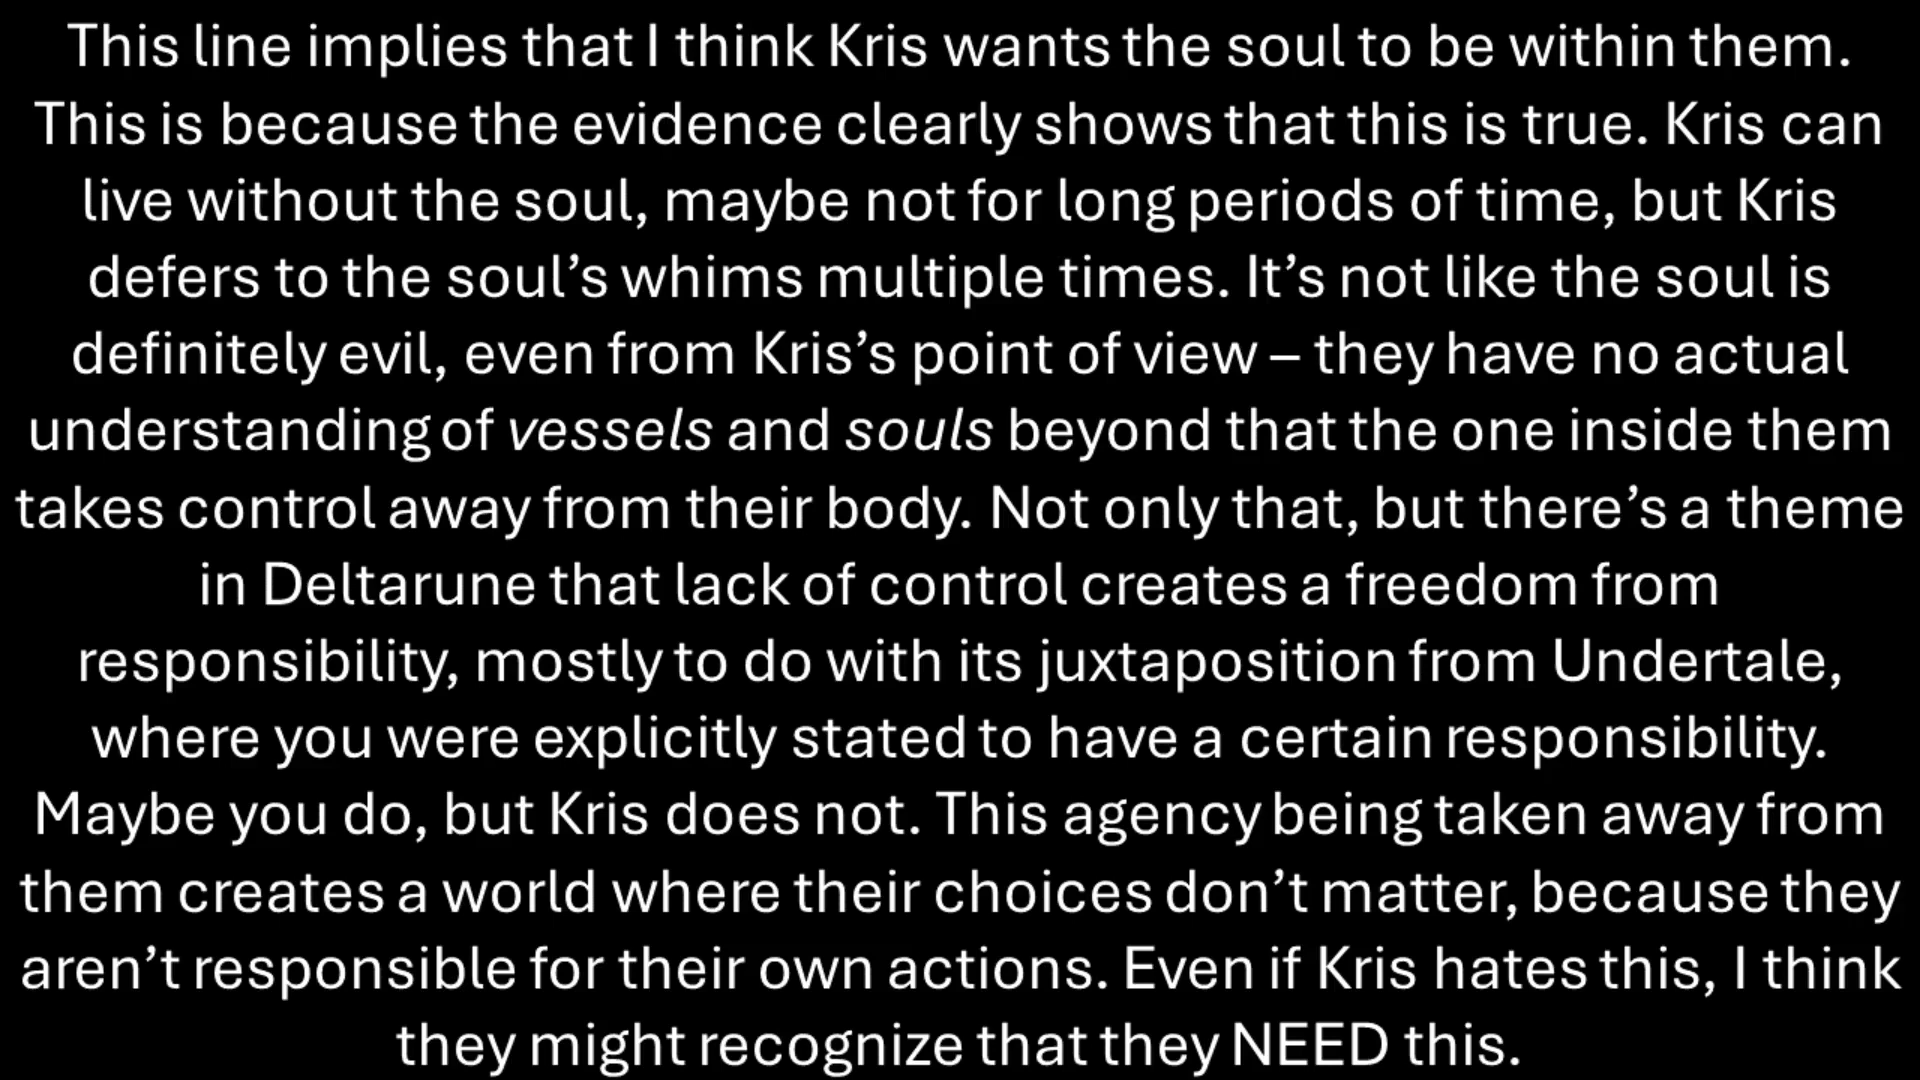 This line implies that I think Kris wants the soul to be within them.
This is because the evidence clearly shows that this is true. Kris can
live without the soul, maybe not for long periods of time, but Kris
defers to the soul’s whims multiple times. It’s not like the soul is
definitely evil, even from Kris’s point of view – they have no actual
understanding of vessels and souls beyond that the one inside them
takes control away from their body. Not only that, but there’s a theme
in Deltarune that lack of control creates a freedom from
responsibility, mostly to do with its juxtaposition from Undertale,
where you were explicitly stated to have a certain responsibility.
Maybe you do, but Kris does not. This agency being taken away from
them creates a world where their choices don’t matter, because they
aren’t responsible for their own actions. Even if Kris hates this, I think
they might recognize that they NEED this.